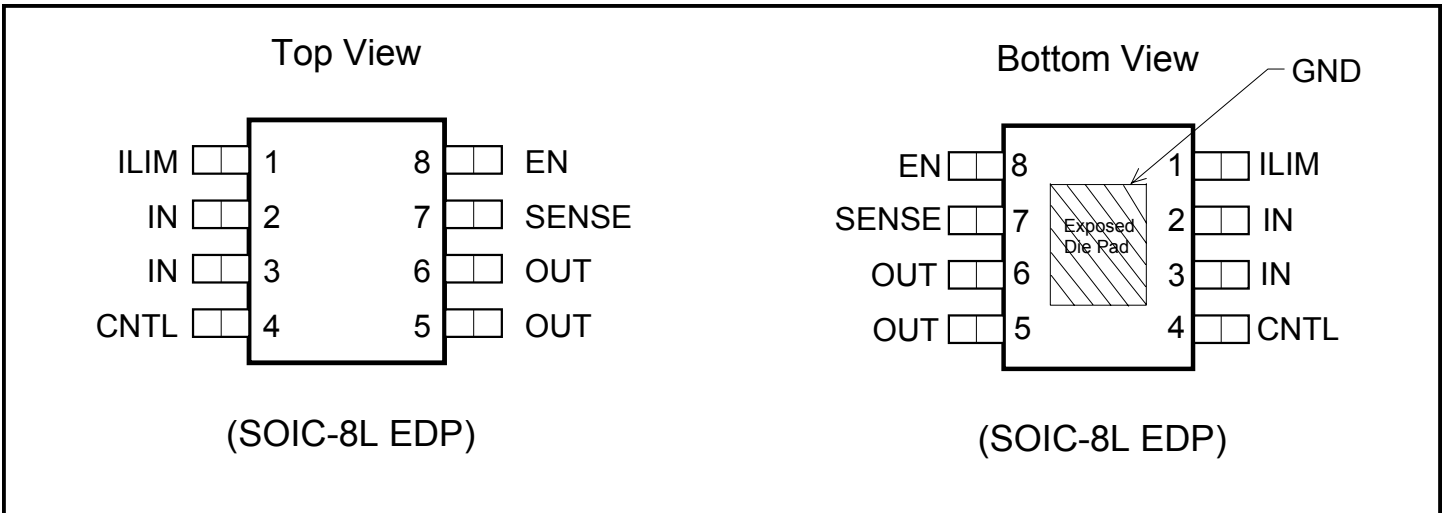 Top View
ILIM 1 8 EN
IN 2 7 SENSE
IN 3 6 OUT
CNTL 4 5 OUT
(SOIC-8L EDP)
Bottom View
GND
EN 8 1 ILIM
SENSE 7 2 IN
Exposed
Die Pad
OUT 6 3 IN
OUT 5 4 CNTL
(SOIC-8L EDP)